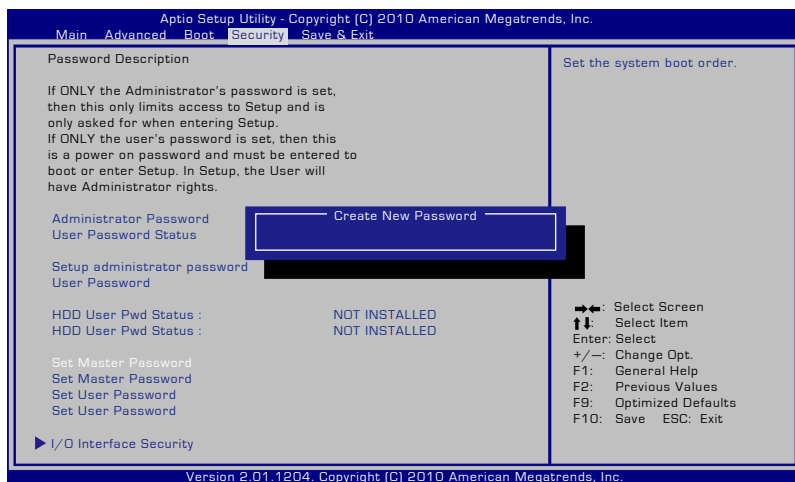 Aptio Setup Utility - Copyright (C) 2010 American Megatrends, Inc.
Main Advanced Boot Security Save & Exit
Password Description
If ONLY the Administrator's password is set,
then this only limits access to Setup and is
only asked for when entering Setup.
If ONLY the user's password is set, then this
is a power on password and must be entered to
boot or enter Setup. In Setup, the User will
have Administrator rights.
Administrator Password
User Password Status
Create New Password
Setup administrator password
User Password
HDD User Pwd Status : NOT INSTALLED
HDD User Pwd Status : NOT INSTALLED
Set Master Password
Set Master Password
Set User Password
Set User Password
I/O Interface Security
Set the system boot order.
→←: Select Screen
↑↓: Select Item
Enter: Select
+/—: Change Opt.
F1: General Help
F2: Previous Values
F9: Optimized Defaults
F10: Save ESC: Exit
Version 2.01.1204. Copyright (C) 2010 American Megatrends, Inc.